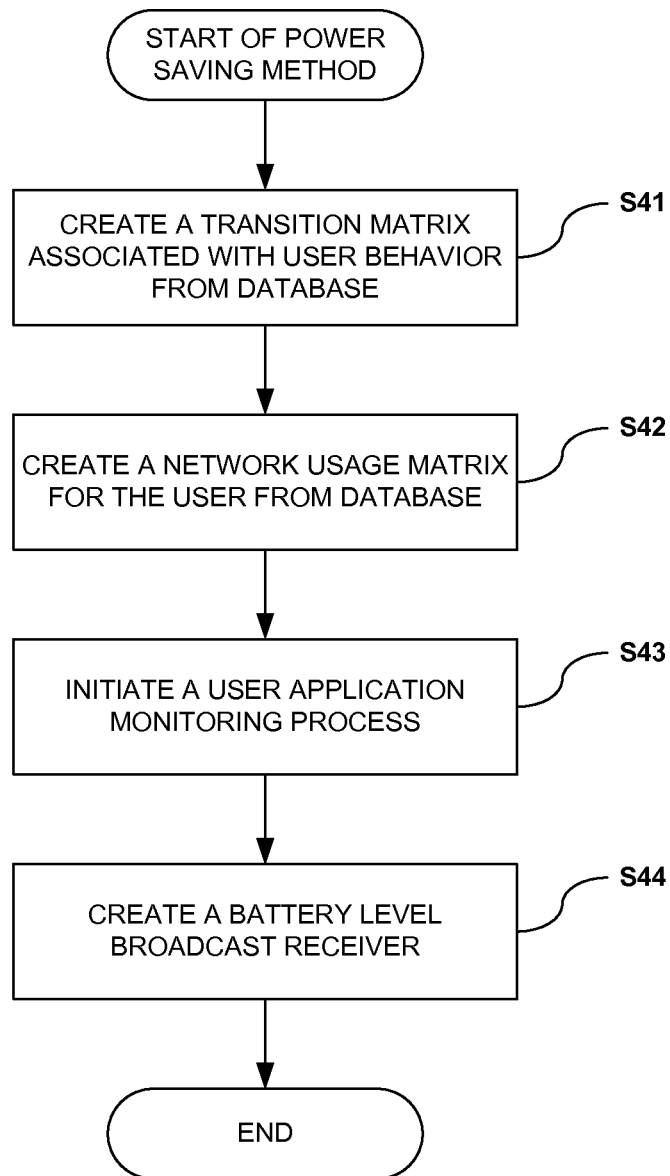 START OF POWER
SAVING METHOD
S41
CREATE A TRANSITION MATRIX
ASSOCIATED WITH USER BEHAVIOR
FROM DATABASE
S42
CREATE A NETWORK USAGE MATRIX
FOR THE USER FROM DATABASE
S43
INITIATE A USER APPLICATION
MONITORING PROCESS
S44
CREATE A BATTERY LEVEL
BROADCAST RECEIVER
END